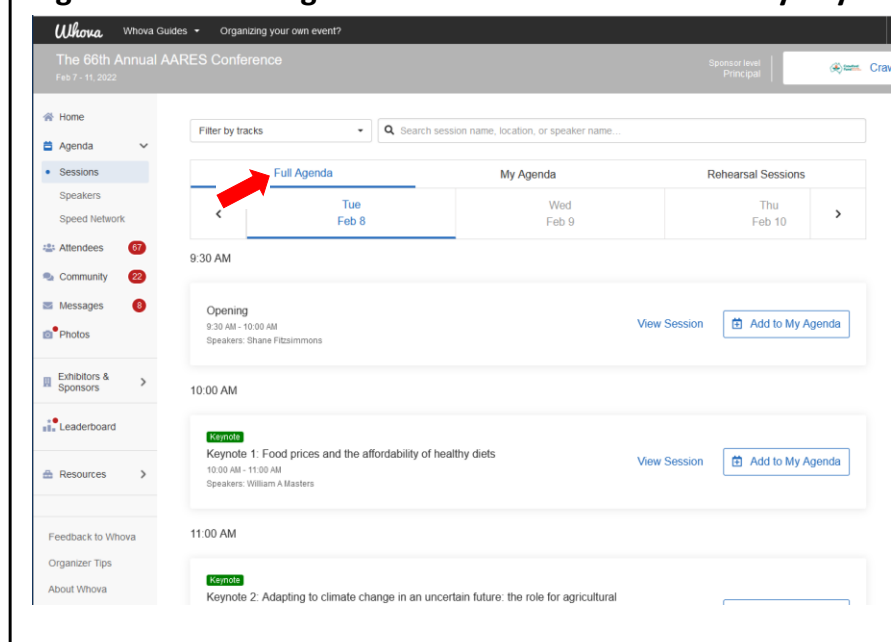 Whova Whova Guides Organizing your own event?
The 66th Annual AARES Conference
Feb 7 - 11, 2022
Sponsor level
Principal
Home
Agenda
Sessions
Speakers
Speed Network
Attendees 67
Community 22
Messages 8
Photos
Exhibitors &
Sponsors
Leaderboard
Resources
Feedback to Whova
Organizer Tips
About Whova
Filter by tracks
Search session name, location, or speaker name...
Full Agenda My Agenda Rehearsal Sessions
Tue Wed Thu
Feb 8 Feb 9 Feb 10
9:30 AM
Opening
9:30 AM - 10:00 AM
Speakers: Shane Fitzsimmons
View Session Add to My Agenda
10:00 AM
Keynote
Keynote 1: Food prices and the affordability of healthy diets
10:00 AM - 11:00 AM
Speakers: William A Masters
View Session Add to My Agenda
11:00 AM
Keynote
Keynote 2: Adapting to climate change in an uncertain future: the role for agricultural